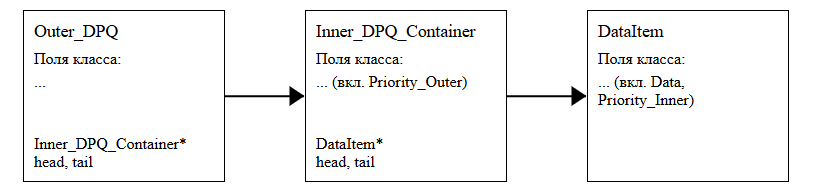 Outer_DPQ
Поля класса:
...
Inner_DPQ_Container*
head, tail
Inner_DPQ_Container
Поля класса:
... (вкл. Priority_Outer)
DataItem*
head, tail
DataItem
Поля класса:
... (вкл. Data,
Priority_Inner)